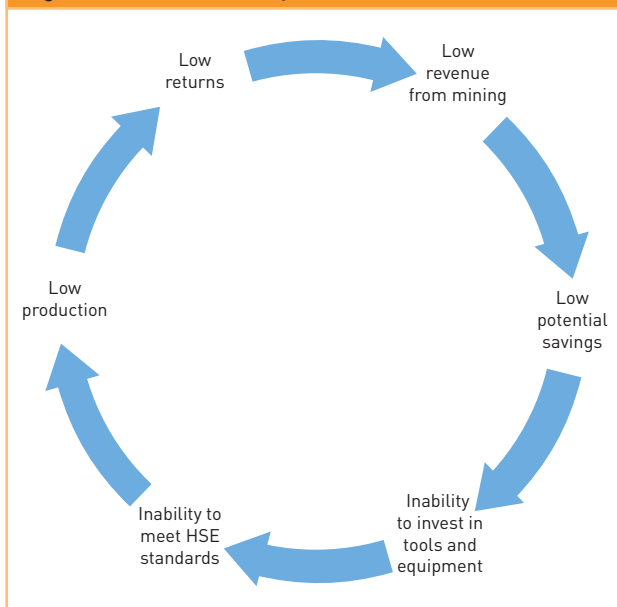 Low
returns
Low
revenue
from mining
Low
potential
savings
Inability
to invest in
tools and
equipment
Inability to
meet HSE
standards
Low
production